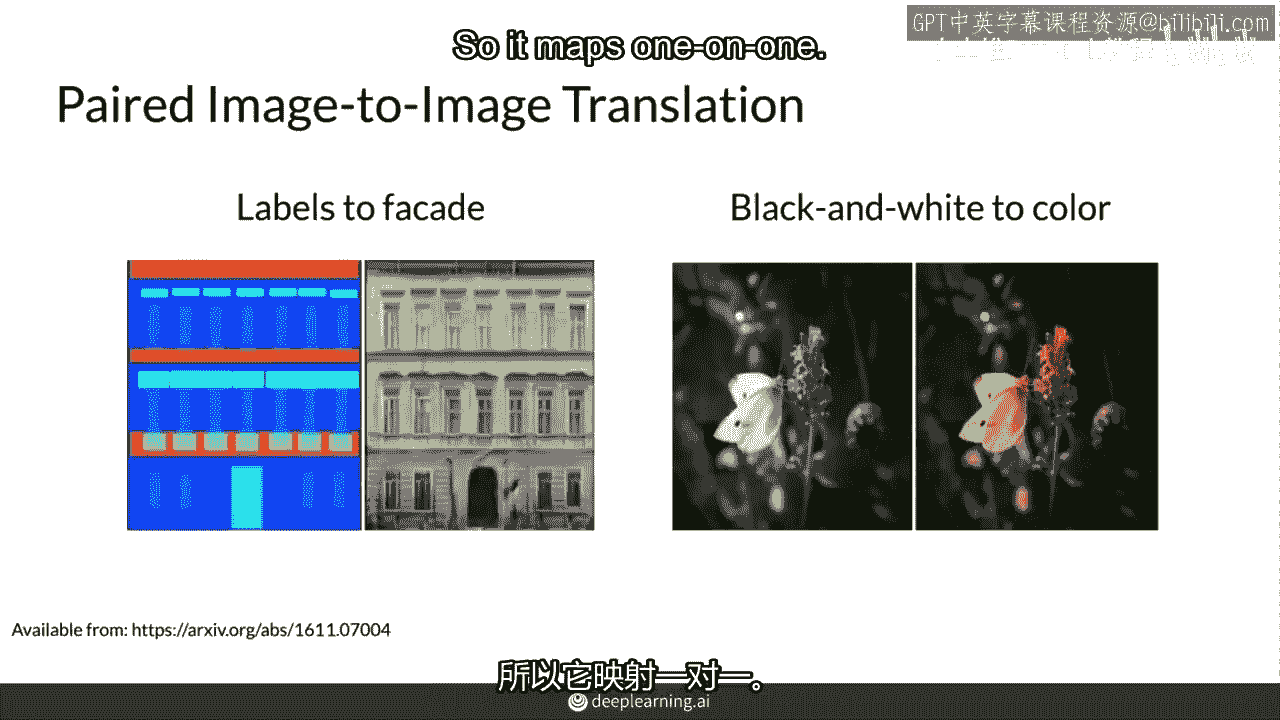 GPT中英字幕课程资源@bilibili.com
So it maps one-on-one.
Paired Image-to-Image Translation
Labels to facade
Black-and-white to color
Available from: https://arxiv.org/abs/1611.07004
所以它映射一对一。
deeplearning.ai